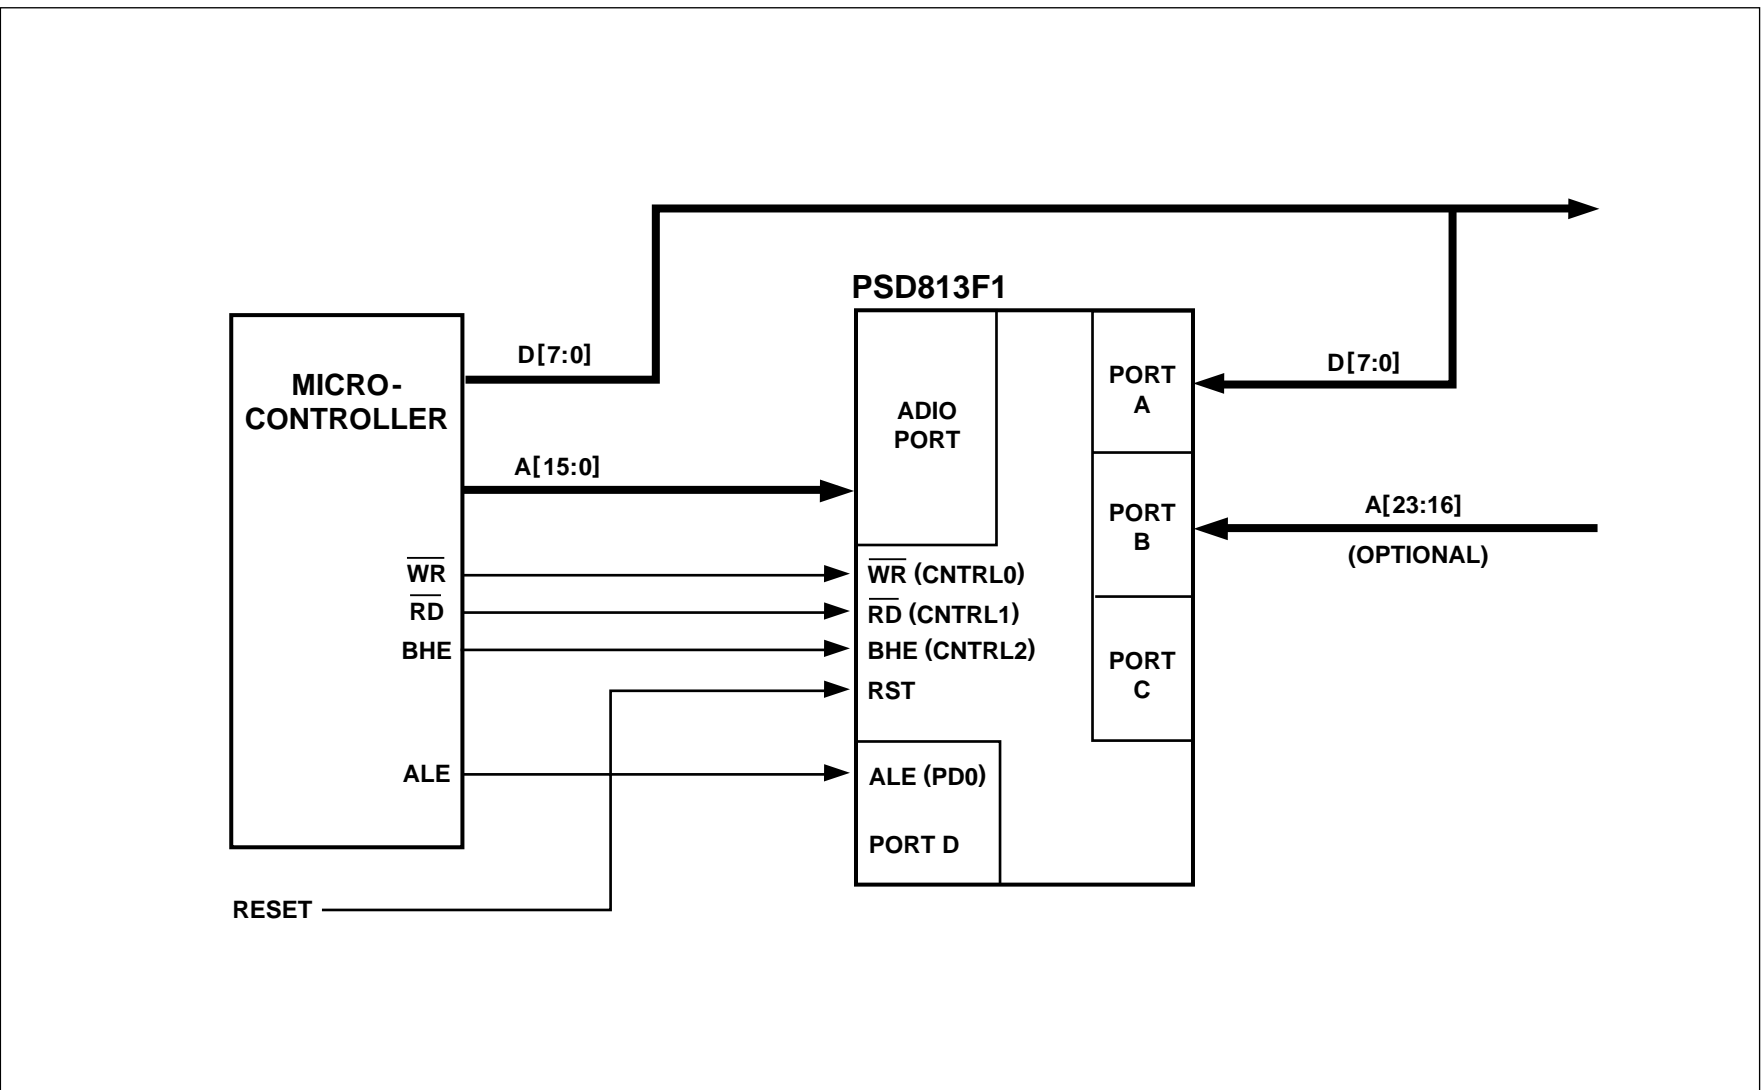 PSD813F1
MICRO-
CONTROLLER
D[7:0]
A[15:0]
WR
RD
BHE
ALE
RESET
ADIO
PORT
WR (CNTRL0)
RD (CNTRL1)
BHE (CNTRL2)
RST
ALE (PD0)
PORT D
PORT
A
PORT
B
PORT
C
D[7:0]
A[23:16]
(OPTIONAL)